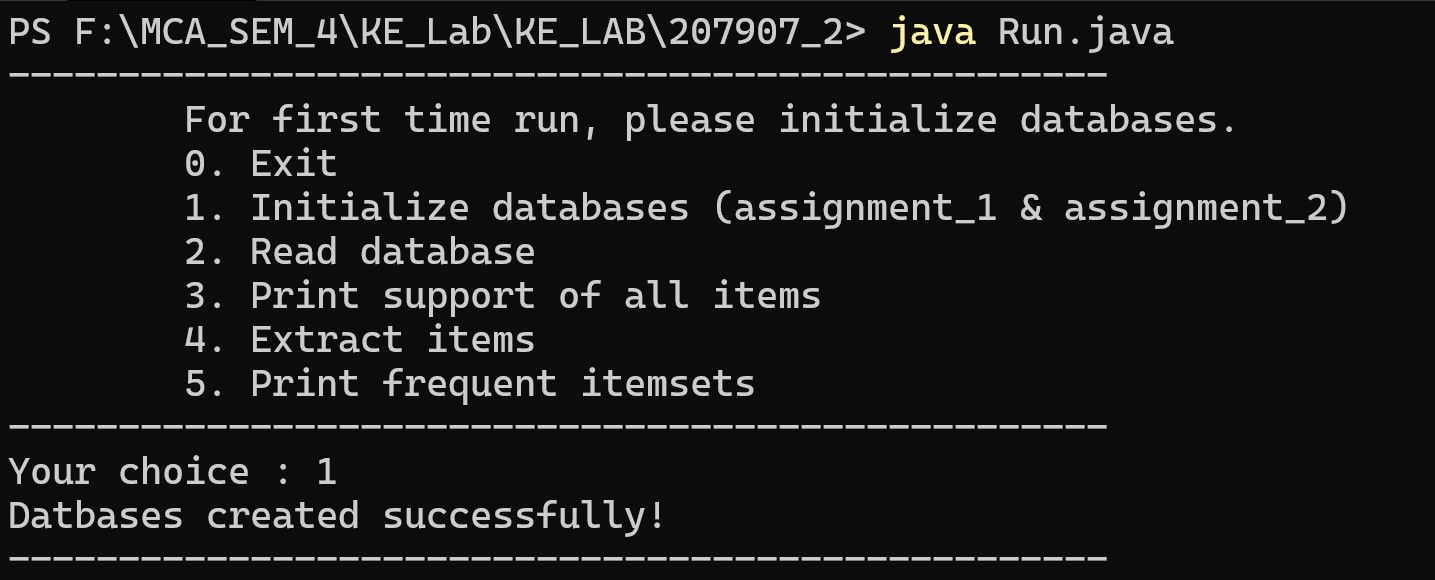 PS F:\MCA_SEM_4\KE_Lab\KE_LAB\207907_2> java Run.java
--------------------------------------------------
For first time run, please initialize databases.
0. Exit
1. Initialize databases (assignment_1 & assignment_2)
2. Read database
3. Print support of all items
4. Extract items
5. Print frequent itemsets
--------------------------------------------------
Your choice : 1
Datbases created successfully!
--------------------------------------------------